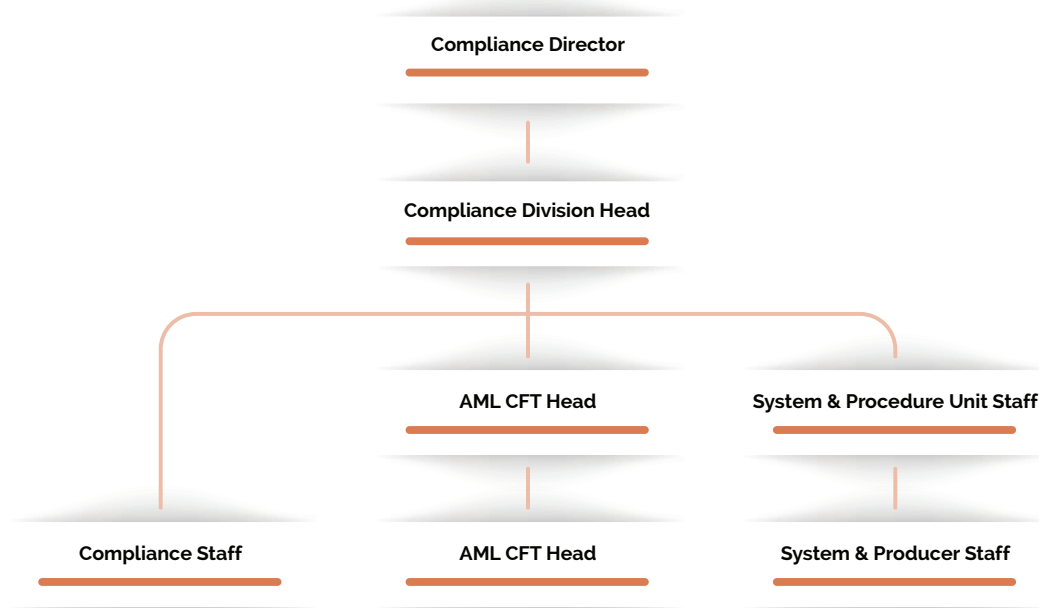 Compliance Director
Compliance Division Head
AML CFT Head
System & Procedure Unit Staff
Compliance Staff
AML CFT Head
System & Producer Staff